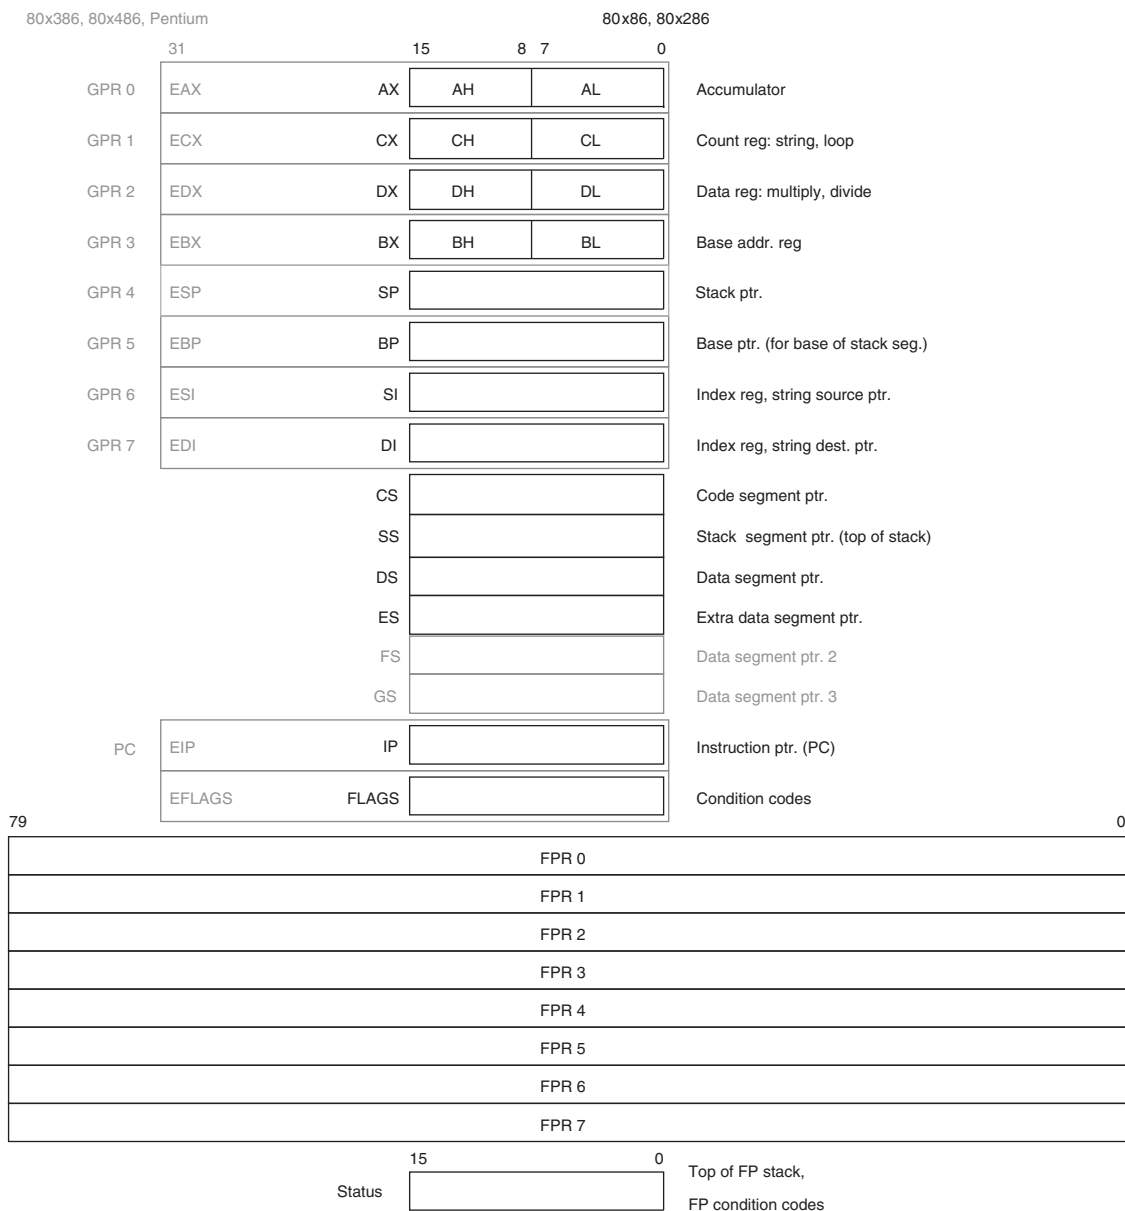 80x386, 80x486, Pentium 80x86, 80x286
31 15 8 7 0
GPR 0 EAX AX AH AL Accumulator
GPR 1 ECX CX CH CL Count reg: string, loop
GPR 2 EDX DX DH DL Data reg: multiply, divide
GPR 3 EBX BX BH BL Base addr. reg
GPR 4 ESP SP Stack ptr.
GPR 5 EBP BP Base ptr. (for base of stack seg.)
GPR 6 ESI SI Index reg, string source ptr.
GPR 7 EDI DI Index reg, string dest. ptr.
CS Code segment ptr.
SS Stack segment ptr. (top of stack)
DS Data segment ptr.
ES Extra data segment ptr.
FS Data segment ptr. 2
GS Data segment ptr. 3
PC EIP IP Instruction ptr. (PC)
EFLAGS FLAGS Condition codes
79 0
FPR 0
FPR 1
FPR 2
FPR 3
FPR 4
FPR 5
FPR 6
FPR 7
15 0
Status Top of FP stack,
FP condition codes